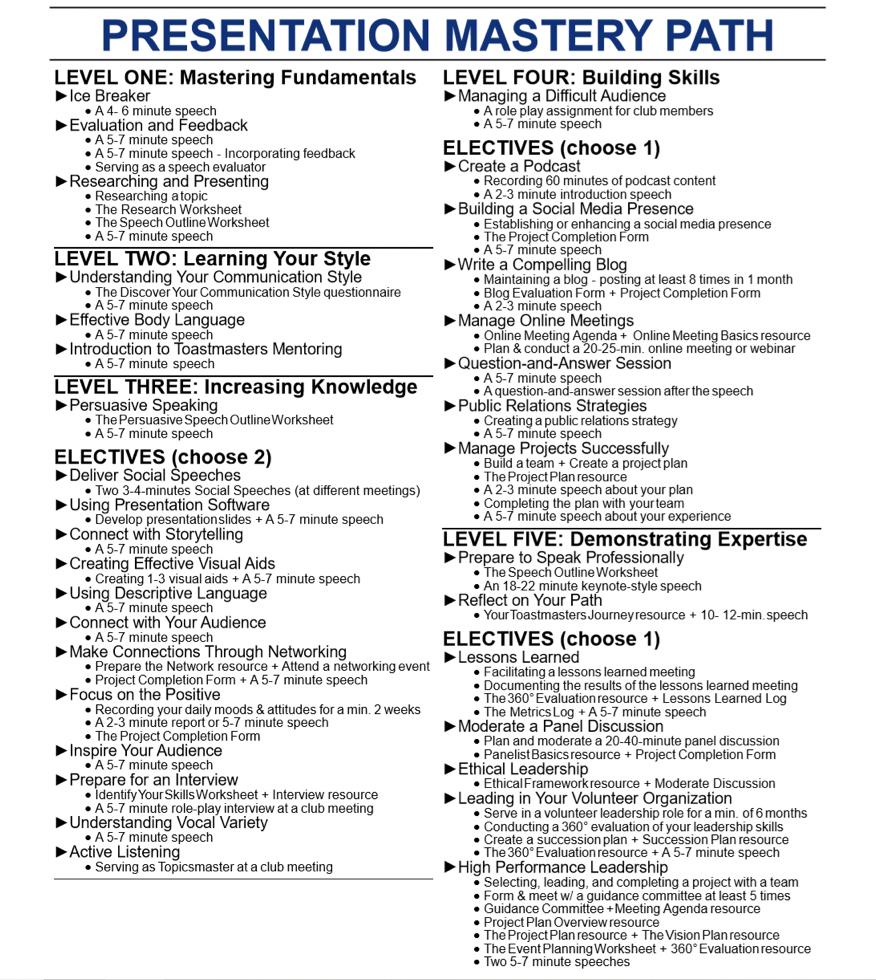 PRESENTATION MASTERY PATH
LEVEL ONE: Mastering Fundamentals
►Ice Breaker
• A 4- 6 minute speech
►Evaluation and Feedback
• A 5-7 minute speech
• A 5-7 minute speech - Incorporating feedback
• Serving as a speech evaluator
►Researching and Presenting
• Researching a topic
• The Research Worksheet
• The Speech Outline Worksheet
• A 5-7 minute speech
LEVEL TWO: Learning Your Style
►Understanding Your Communication Style
• The Discover Your Communication Style questionnaire
• A 5-7 minute speech
►Effective Body Language
• A 5-7 minute speech
►Introduction to Toastmasters Mentoring
• A 5-7 minute speech
LEVEL THREE: Increasing Knowledge
►Persuasive Speaking
• The Persuasive Speech Outline Worksheet
• A 5-7 minute speech
ELECTIVES (choose 2)
►Deliver Social Speeches
• Two 3-4-minutes Social Speeches (at different meetings)
►Using Presentation Software
• Develop presentation slides + A 5-7 minute speech
►Connect with Storytelling
• A 5-7 minute speech
►Creating Effective Visual Aids
• Creating 1-3 visual aids + A 5-7 minute speech
►Using Descriptive Language
• A 5-7 minute speech
►Connect with Your Audience
• A 5-7 minute speech
►Make Connections Through Networking
• Prepare the Network resource + Attend a networking event
• Project Completion Form + A 5-7 minute speech
►Focus on the Positive
• Recording your daily moods & attitudes for a min. 2 weeks
• A 2-3 minute report or 5-7 minute speech
• The Project Completion Form
►Inspire Your Audience
• A 5-7 minute speech
►Prepare for an Interview
• Identify Your Skills Worksheet + Interview resource
• A 5-7 minute role-play interview at a club meeting
►Understanding Vocal Variety
• A 5-7 minute speech
►Active Listening
• Serving as Topicsmaster at a club meeting
LEVEL FOUR: Building Skills
►Managing a Difficult Audience
• A role play assignment for club members
• A 5-7 minute speech
ELECTIVES (choose 1)
►Create a Podcast
• Recording 60 minutes of podcast content
• A 2-3 minute introduction speech
►Building a Social Media Presence
• Establishing or enhancing a social media presence
• The Project Completion Form
• A 5-7 minute speech
►Write a Compelling Blog
• Maintaining a blog - posting at least 8 times in 1 month
• Blog Evaluation Form + Project Completion Form
• A 2-3 minute speech
►Manage Online Meetings
• Online Meeting Agenda + Online Meeting Basics resource
• Plan & conduct a 20-25-min. online meeting or webinar
►Question-and-Answer Session
• A 5-7 minute speech
• A question-and-answer session after the speech
►Public Relations Strategies
• Creating a public relations strategy
• A 5-7 minute speech
►Manage Projects Successfully
• Build a team + Create a project plan
• The Project Plan resource
• A 2-3 minute speech about your plan
• Completing the plan with your team
• A 5-7 minute speech about your experience
LEVEL FIVE: Demonstrating Expertise
►Prepare to Speak Professionally
• The Speech Outline Worksheet
• An 18-22 minute keynote-style speech
►Reflect on Your Path
• Your Toastmasters Journey resource + 10- 12-min. speech
ELECTIVES (choose 1)
►Lessons Learned
• Facilitating a lessons learned meeting
• Documenting the results of the lessons learned meeting
• The 360° Evaluation resource + Lessons Learned Log
• The Metrics Log + A 5-7 minute speech
►Moderate a Panel Discussion
• Plan and moderate a 20-40-minute panel discussion
• Panelist Basics resource + Project Completion Form
►Ethical Leadership
• Ethical Framework resource + Moderate Discussion
►Leading in Your Volunteer Organization
• Serve in a volunteer leadership role for a min. of 6 months
• Conducting a 360° evaluation of your leadership skills
• Create a succession plan + Succession Plan resource
• The 360° Evaluation resource + A 5-7 minute speech
►High Performance Leadership
• Selecting, leading, and completing a project with a team
• Form & meet w/ a guidance committee at least 5 times
• Guidance Committee + Meeting Agenda resource
• Project Plan Overview resource
• The Project Plan resource + The Vision Plan resource
• The Event Planning Worksheet + 360° Evaluation resource
• Two 5-7 minute speeches